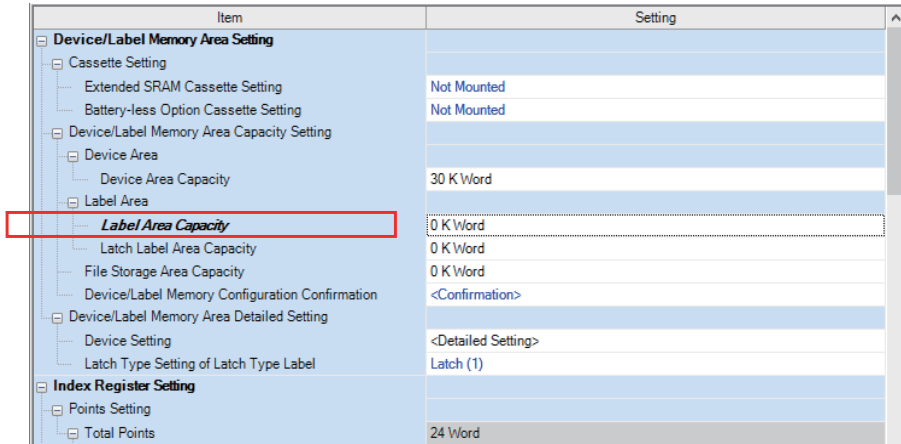 Item Setting
Device/Label Memory Area Setting
Cassette Setting
Extended SRAM Cassette Setting Not Mounted
Battery-less Option Cassette Setting Not Mounted
Device/Label Memory Area Capacity Setting
Device Area
Device Area Capacity 30 K Word
Label Area
Label Area Capacity 0 K Word
Latch Label Area Capacity 0 K Word
File Storage Area Capacity 0 K Word
Device/Label Memory Configuration Confirmation <Confirmation>
Device/Label Memory Area Detailed Setting
Device Setting <Detailed Setting>
Latch Type Setting of Latch Type Label Latch (1)
Index Register Setting
Points Setting
Total Points 24 Word